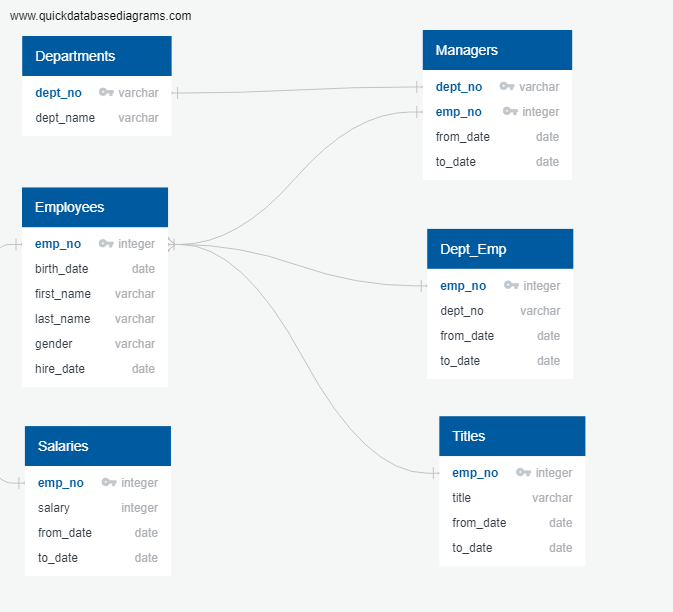 www.quickdatabasediagrams.com
Departments
dept_no varchar
dept_name varchar
Managers
dept_no varchar
emp_no integer
from_date date
to_date date
Employees
emp_no integer
birth_date date
first_name varchar
last_name varchar
gender varchar
hire_date date
Dept_Emp
emp_no integer
dept_no varchar
from_date date
to_date date
Salaries
emp_no integer
salary integer
from_date date
to_date date
Titles
emp_no integer
title varchar
from_date date
to_date date